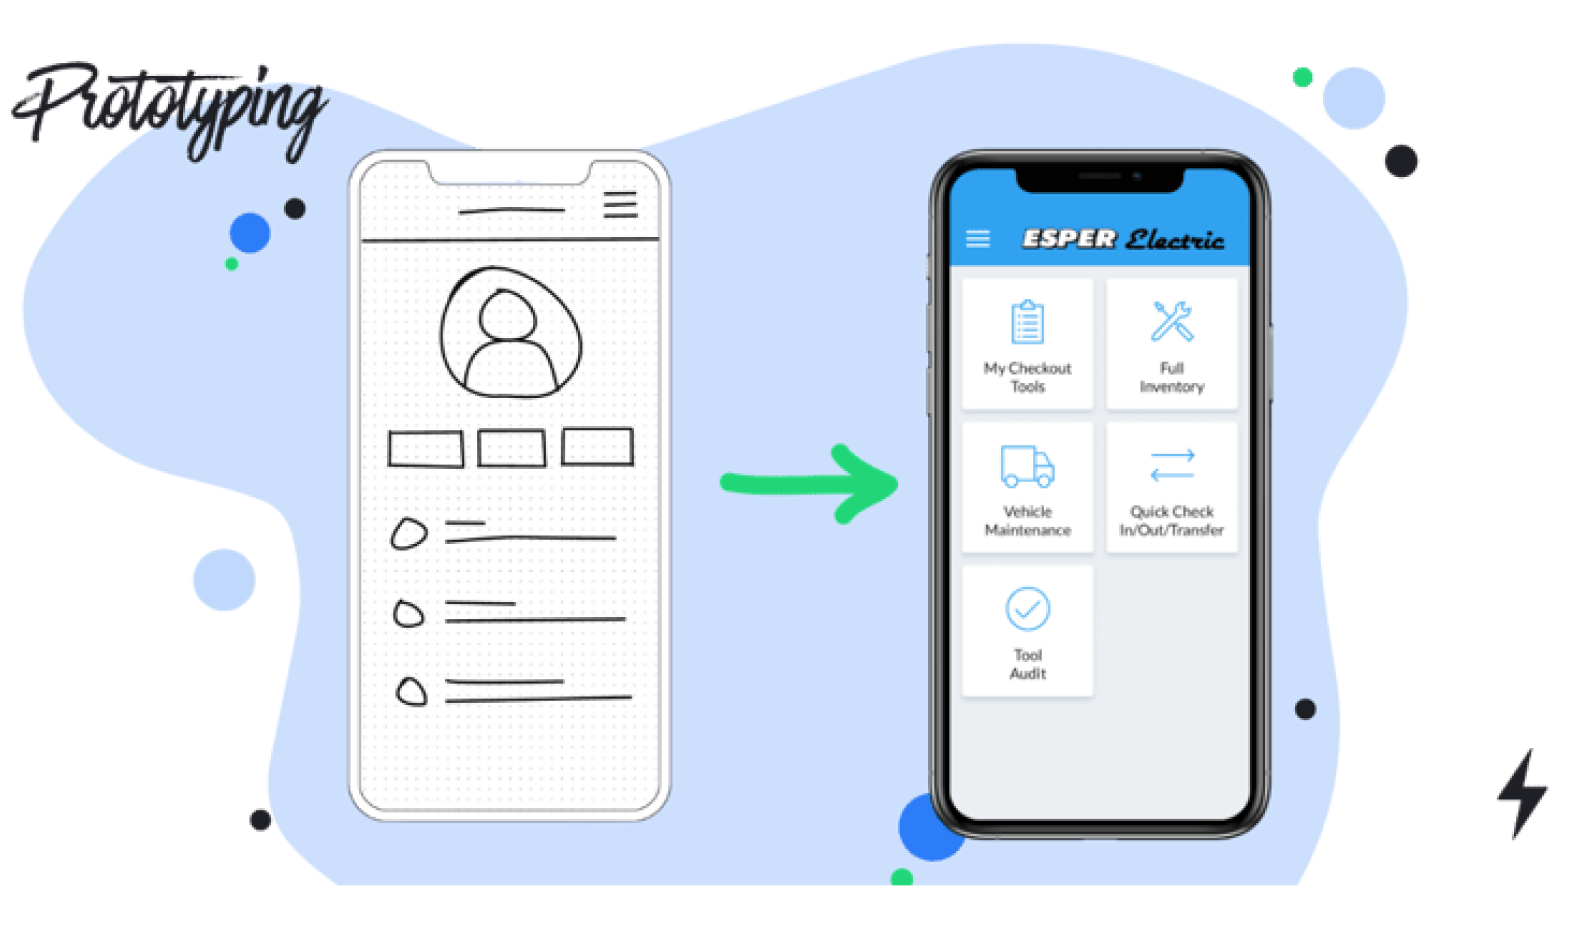 Prototyping
ESPER Electric
My Checkout
Tools
Full
Inventory
Vehicle
Maintenance
Quick Check
In/Out/Transfer
Tool
Audit